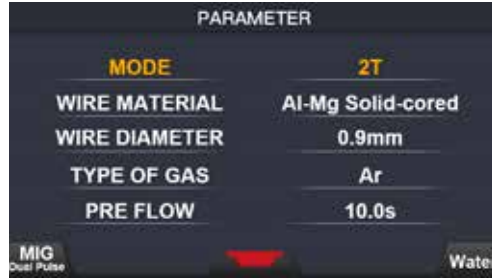 PARAMETER
MODE 2T
WIRE MATERIAL Al-Mg Solid-cored
WIRE DIAMETER 0.9mm
TYPE OF GAS Ar
PRE FLOW 10.0s
MIG Water
Dual Pulse